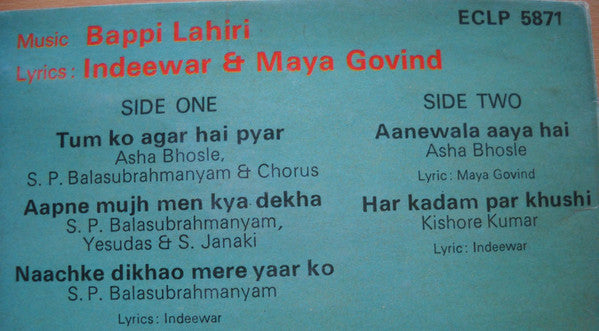 Music Bappi Lahiri
ECLP 5871
Lyrics: Indeewar & Maya Govind
SIDE ONE
Tum ko agar hai pyar
Asha Bhosle,
S. P. Balasubrahmanyam & Chorus
Aapne mujh men kya dekha
S. P. Balasubrahmanyam,
Yesudas & S. Janaki
Naachke dikhao mere yaar ko
S. P. Balasubrahmanyam
Lyrics: Indeewar
SIDE TWO
Aanewala aaya hai
Asha Bhosle
Lyric: Maya Govind
Har kadam par khushi
Kishore Kumar
Lyric: Indeewar